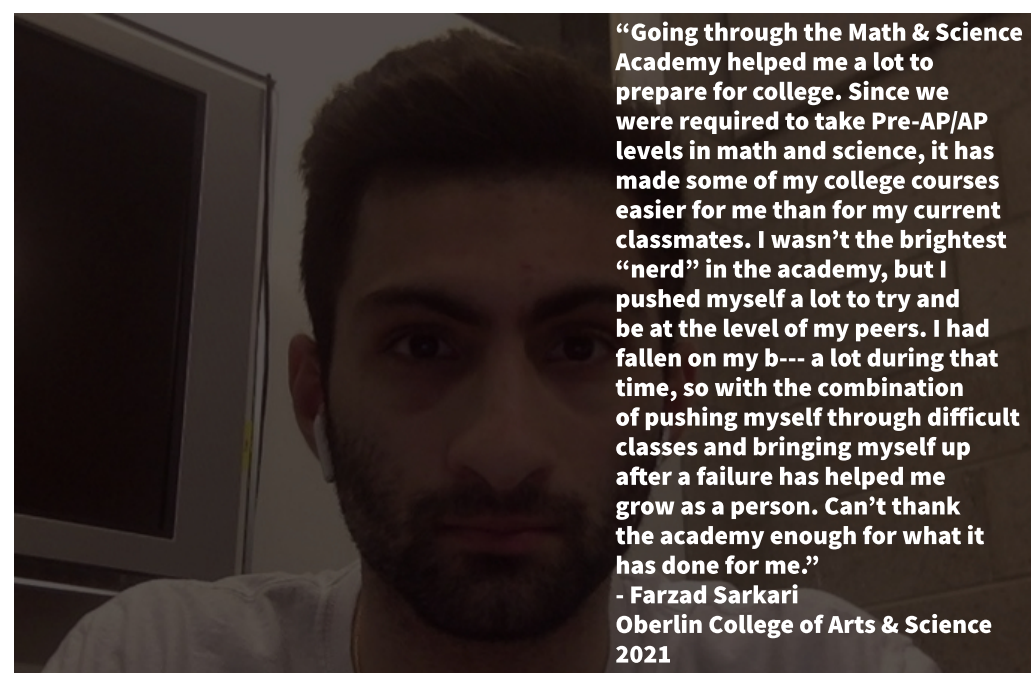 “Going through the Math & Science
Academy helped me a lot to
prepare for college. Since we
were required to take Pre-AP/AP
levels in math and science, it has
made some of my college courses
easier for me than for my current
classmates. I wasn’t the brightest
“nerd” in the academy, but I
pushed myself a lot to try and
be at the level of my peers. I had
fallen on my b--- a lot during that
time, so with the combination
of pushing myself through difficult
classes and bringing myself up
after a failure has helped me
grow as a person. Can’t thank
the academy enough for what it
has done for me.”
- Farzad Sarkari
Oberlin College of Arts & Science
2021